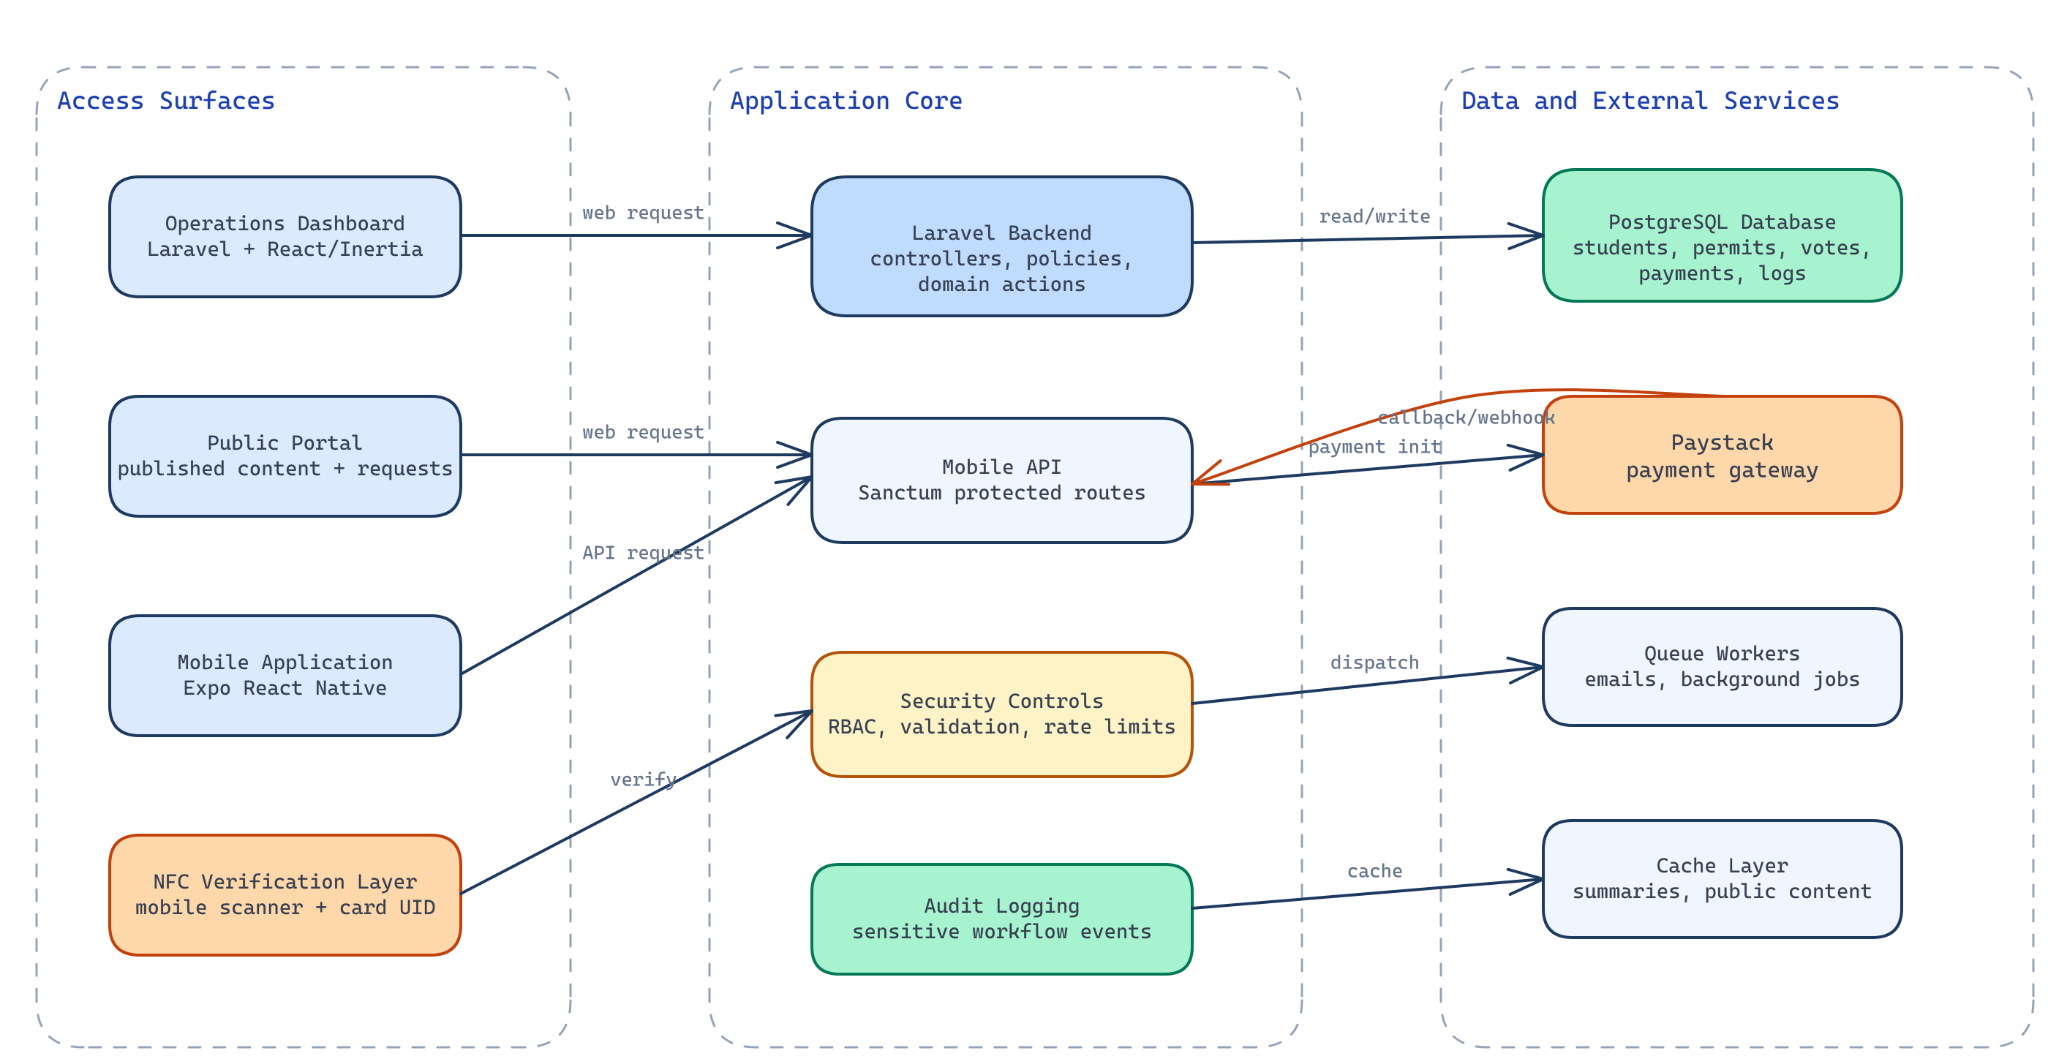 Access Surfaces
Operations Dashboard
Laravel + React/Inertia
Public Portal
published content + requests
Mobile Application
Expo React Native
NFC Verification Layer
mobile scanner + card UID
web request
web request
API request
verify
Application Core
Laravel Backend
controllers, policies,
domain actions
Mobile API
Sanctum protected routes
Security Controls
RBAC, validation, rate limits
Audit Logging
sensitive workflow events
read/write
callback/webhook
payment init
dispatch
cache
Data and External Services
PostgreSQL Database
students, permits, votes,
payments, logs
Paystack
payment gateway
Queue Workers
emails, background jobs
Cache Layer
summaries, public content